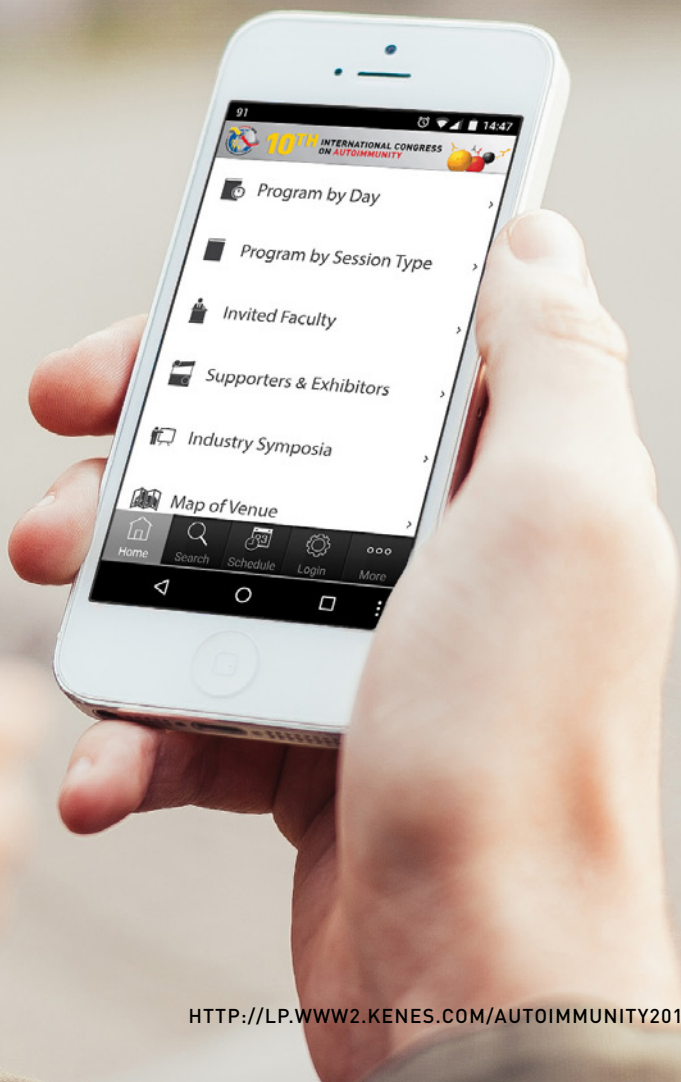 91
14:47
10TH INTERNATIONAL CONGRESS
ON AUTOIMMUNITY
Program by Day
Program by Session Type
Invited Faculty
Supporters & Exhibitors
Industry Symposia
Map of Venue
Home
Search
Schedule
Login
More
HTTP://LP.WWW2.KENES.COM/AUTOIMMUNITY201